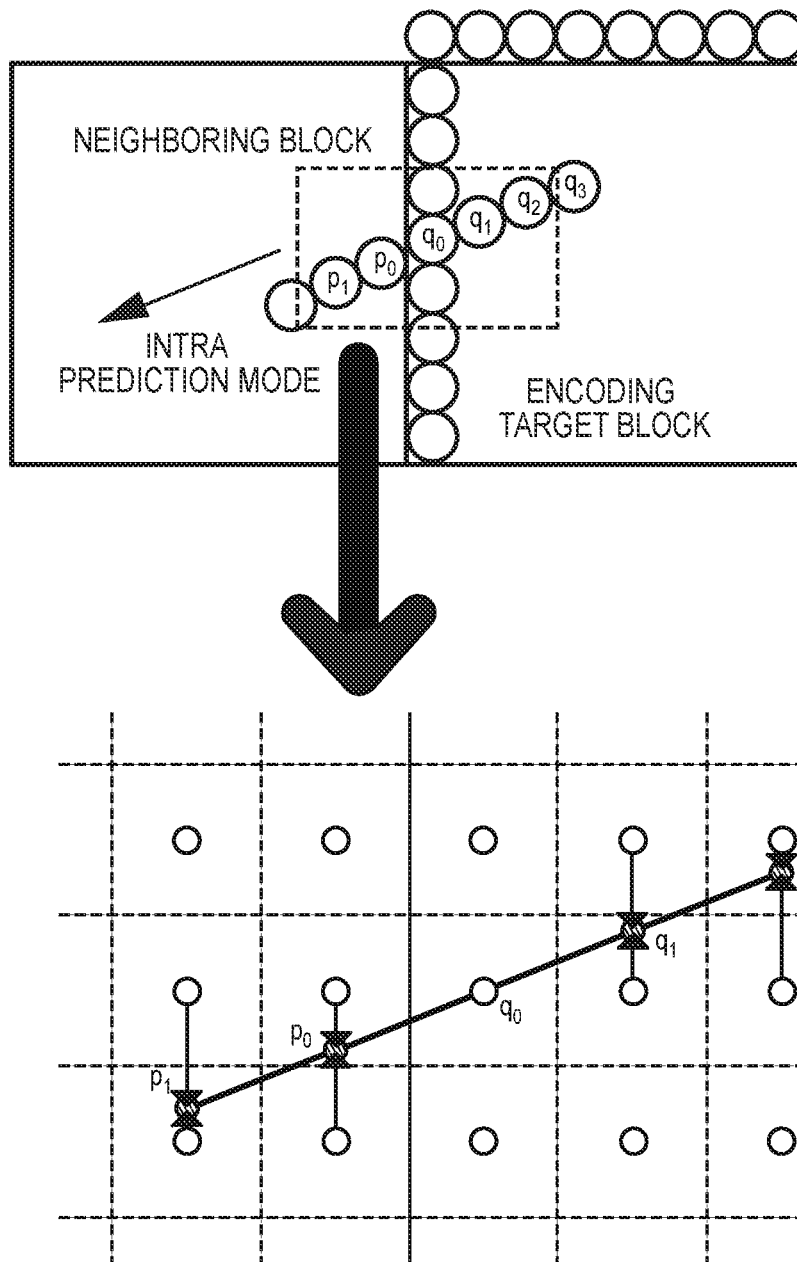 NEIGHBORING BLOCK
q₃
q₂
q₁
q₀
p₀
p₁
INTRA
PREDICTION MODE
ENCODING
TARGET BLOCK
q₁
q₀
p₀
p₁